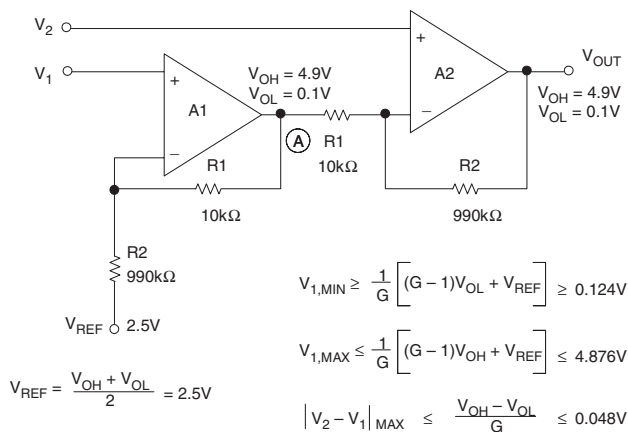 V2
V1
+
−
A1
VOH = 4.9V
VOL = 0.1V
A
R1
10kΩ
R1
10kΩ
+
−
A2
VOUT
VOH = 4.9V
VOL = 0.1V
R2
990kΩ
R2
990kΩ
VREF 2.5V
VREF = (VOH + VOL) / 2 = 2.5V
V1,MIN ≥ 1/G [(G – 1)VOL + VREF] ≥ 0.124V
V1,MAX ≤ 1/G [(G – 1)VOH + VREF] ≤ 4.876V
|V2 – V1|MAX ≤ (VOH – VOL) / G ≤ 0.048V